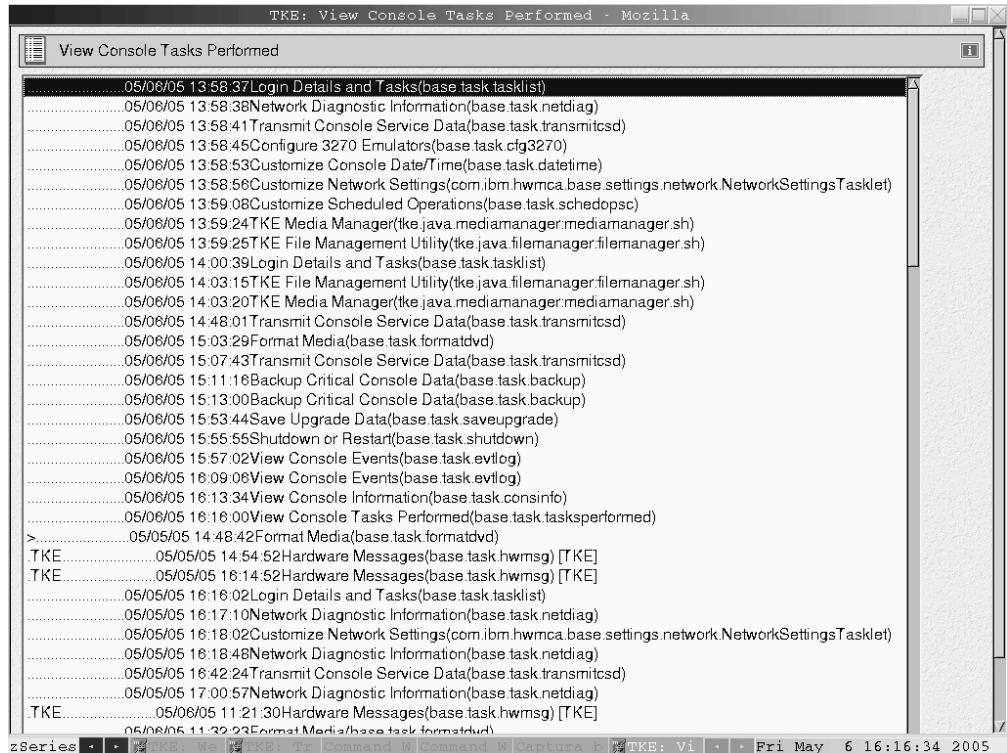 TKE: View Console Tasks Performed - Mozilla
View Console Tasks Performed
........................05/06/05 13:58:37Login Details and Tasks(base.task.tasklist)
........................05/06/05 13:58:38Network Diagnostic Information(base.task.netdiag)
........................05/06/05 13:58:41Transmit Console Service Data(base.task.transmitcsd)
........................05/06/05 13:58:45Configure 3270 Emulators(base.task.cfg3270)
........................05/06/05 13:58:53Customize Console Date/Time(base.task.datetime)
........................05/06/05 13:58:56Customize Network Settings(com.ibm.hwmca.base.settings.network.NetworkSettingsTasklet)
........................05/06/05 13:59:08Customize Scheduled Operations(base.task.schedopsc)
........................05/06/05 13:59:24TKE Media Manager(tke.java.mediamanager:mediamanager.sh)
........................05/06/05 13:59:25TKE File Management Utility(tke.java.filemanager:filemanager.sh)
........................05/06/05 14:00:39Login Details and Tasks(base.task.tasklist)
........................05/06/05 14:03:15TKE File Management Utility(tke.java.filemanager:filemanager.sh)
........................05/06/05 14:03:20TKE Media Manager(tke.java.mediamanager:mediamanager.sh)
........................05/06/05 14:48:01Transmit Console Service Data(base.task.transmitcsd)
........................05/06/05 15:03:29Format Media(base.task.formatdvd)
........................05/06/05 15:07:43Transmit Console Service Data(base.task.transmitcsd)
........................05/06/05 15:11:16Backup Critical Console Data(base.task.backup)
........................05/06/05 15:13:00Backup Critical Console Data(base.task.backup)
........................05/06/05 15:53:44Save Upgrade Data(base.task.saveupgrade)
........................05/06/05 15:55:55Shutdown or Restart(base.task.shutdown)
........................05/06/05 15:57:02View Console Events(base.task.evtlog)
........................05/06/05 16:09:06View Console Events(base.task.evtlog)
........................05/06/05 16:13:34View Console Information(base.task.consinfo)
........................05/06/05 16:16:00View Console Tasks Performed(base.task.tasksperformed)
>.......................05/05/05 14:48:42Format Media(base.task.formatdvd)
.TKE.......................05/05/05 14:54:52Hardware Messages(base.task.hwmsg) [TKE]
.TKE.......................05/05/05 16:14:52Hardware Messages(base.task.hwmsg) [TKE]
........................05/05/05 16:16:02Login Details and Tasks(base.task.tasklist)
........................05/05/05 16:17:10Network Diagnostic Information(base.task.netdiag)
........................05/05/05 16:18:02Customize Network Settings(com.ibm.hwmca.base.settings.network.NetworkSettingsTasklet)
........................05/05/05 16:18:48Network Diagnostic Information(base.task.netdiag)
........................05/05/05 16:42:24Transmit Console Service Data(base.task.transmitcsd)
........................05/05/05 17:00:57Network Diagnostic Information(base.task.netdiag)
.TKE.......................05/06/05 11:21:30Hardware Messages(base.task.hwmsg) [TKE]
........................05/06/05 11:32:23Format Media(base.task.formatdvd)
zSeries TKE: We TKE: Tr Command W Command W Captura b TKE: Vi Fri May 6 16:16:34 2005